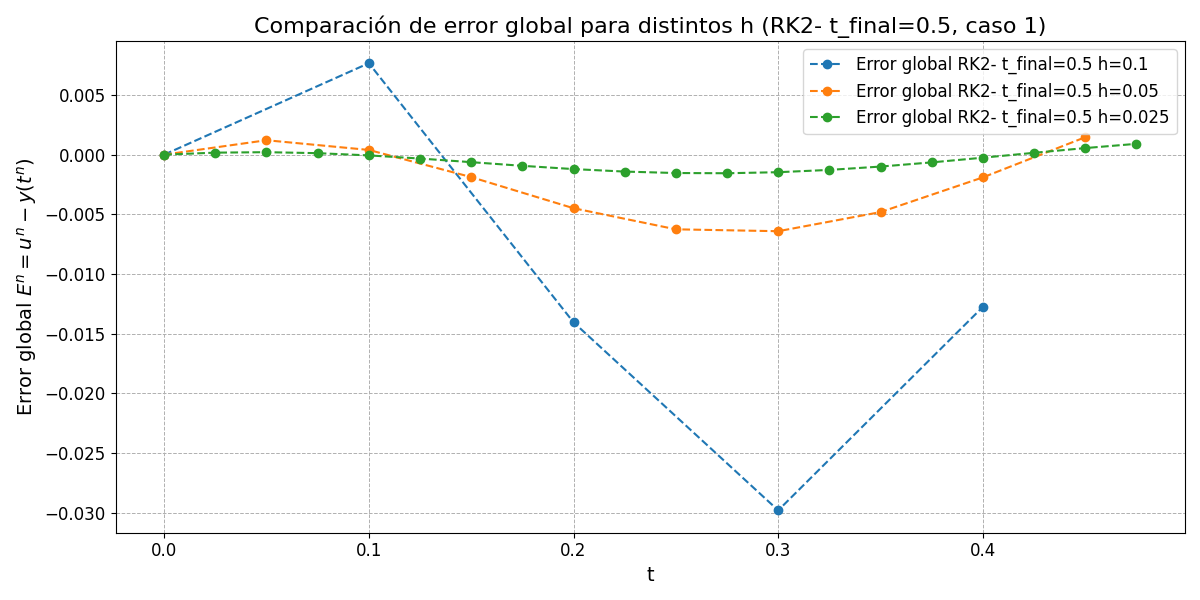 Comparación de error global para distintos h (RK2- t_final=0.5, caso 1)
Error global RK2- t_final=0.5 h=0.1
Error global RK2- t_final=0.5 h=0.05
Error global RK2- t_final=0.5 h=0.025
Error global Eⁿ = uⁿ − y(tⁿ)
0.005
0.000
−0.005
−0.010
−0.015
−0.020
−0.025
−0.030
0.0 0.1 0.2 0.3 0.4
t